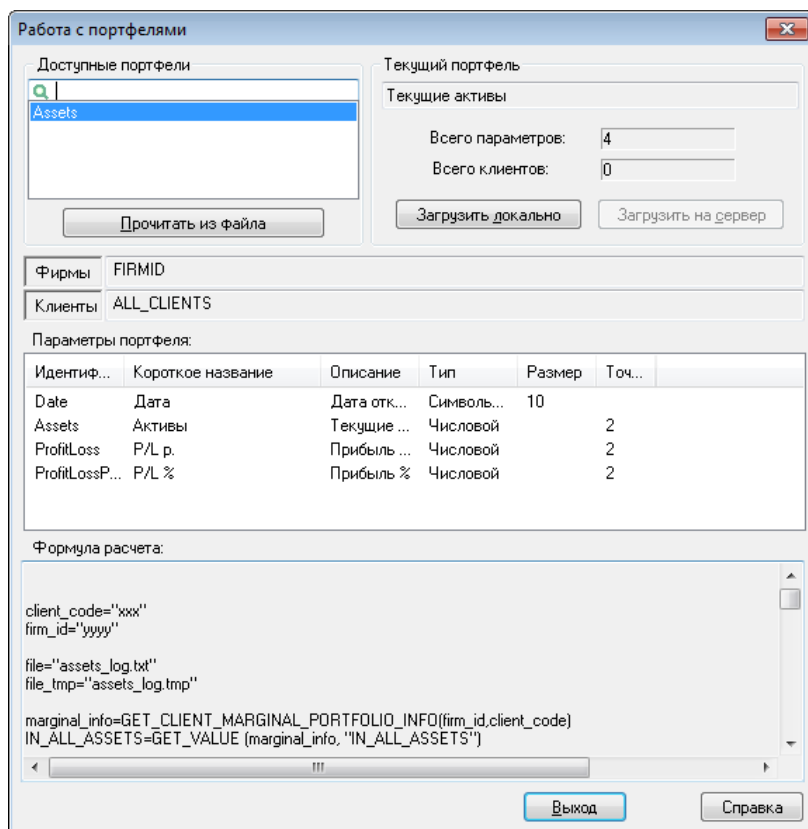 Работа с портфелями
Доступные портфели
Assets
Прочитать из файла
Текущий портфель
Текущие активы
Всего параметров: 4
Всего клиентов: 0
Загрузить локально Загрузить на сервер
Фирмы FIRMID
Клиенты ALL_CLIENTS
Параметры портфеля:
Идентиф... Короткое название Описание Тип Размер Точ...
Date Дата Дата отк... Символь... 10
Assets Активы Текущие ... Числовой 2
ProfitLoss P/L р. Прибыль ... Числовой 2
ProfitLossP... P/L % Прибыль % Числовой 2
Формула расчета:
client_code="xxx"
firm_id="yyyy"
file="assets_log.txt"
file_tmp="assets_log.tmp"
marginal_info=GET_CLIENT_MARGINAL_PORTFOLIO_INFO(firm_id,client_code)
IN_ALL_ASSETS=GET_VALUE (marginal_info, "IN_ALL_ASSETS")
Выход Справка